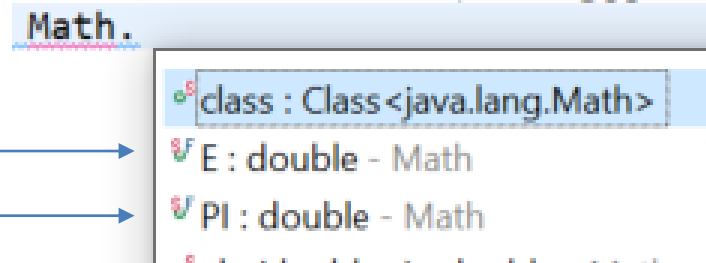 Math.
class : Class<java.lang.Math>
E : double - Math
PI : double - Math